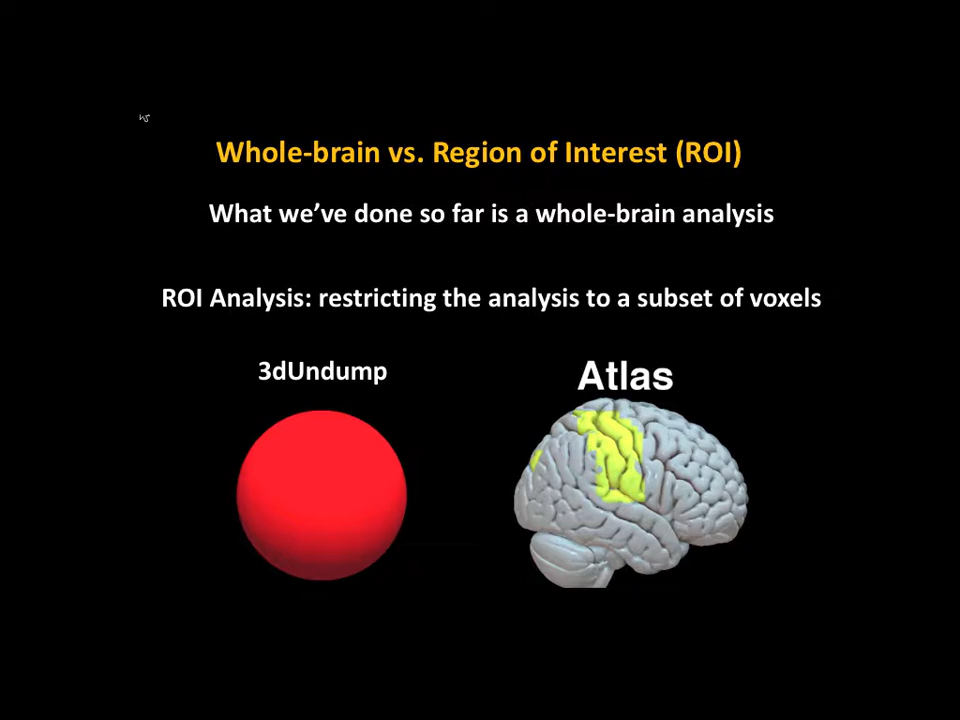 Whole-brain vs. Region of Interest (ROI)
What we’ve done so far is a whole-brain analysis
ROI Analysis: restricting the analysis to a subset of voxels
3dUndump
Atlas